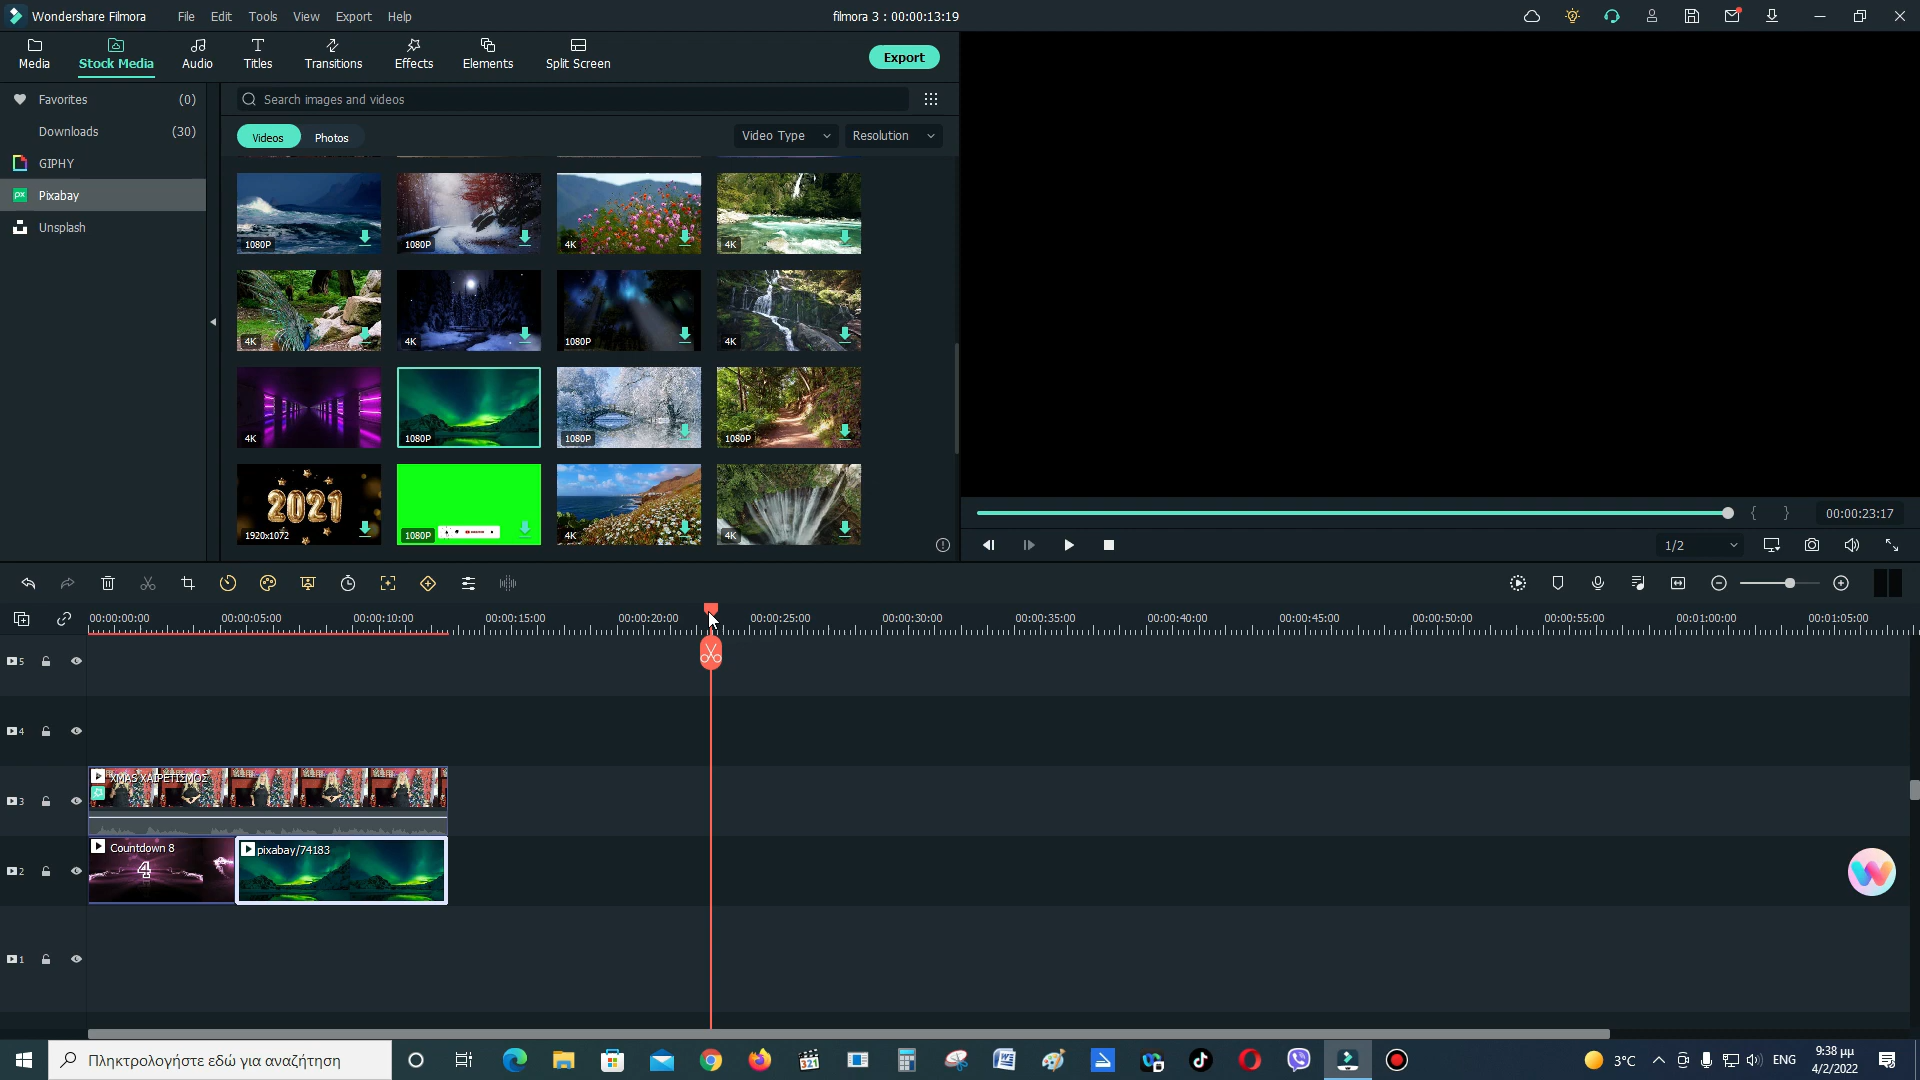 Wondershare Filmora File Edit Tools View Export Help filmora 3 : 00:00:13:19
Media Stock Media Audio Titles Transitions Effects Elements Split Screen Export
Favorites (0)
Search images and videos
Downloads (30)
Videos Photos Video Type Resolution
GIPHY
px Pixabay
Unsplash
1080P 1080P 4K 4K
4K 4K 1080P 4K
4K 1080P 1080P 1080P
2021
1920x1072 1080P 4K 4K
00:00:23:17
1/2
00:00:00:00 00:00:05:00 00:00:10:00 00:00:15:00 00:00:20:00 00:00:25:00 00:00:30:00 00:00:35:00 00:00:40:00 00:00:45:00 00:00:50:00 00:00:55:00 00:01:00:00 00:01:05:00
5
4
XMAS ΧΑΙΡΕΤΙΣΜΟΣ
3
Countdown 8 pixabay/74183
4
2
1
Πληκτρολογήστε εδώ για αναζήτηση
321
3°C ENG 9:38 μμ
4/2/2022